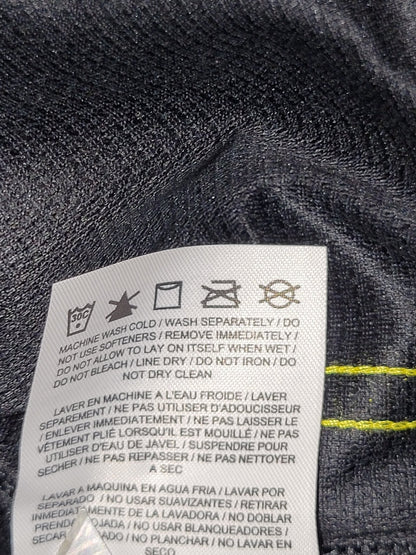 30C
MACHINE WASH COLD / WASH SEPARATELY / DO
NOT USE SOFTENERS / REMOVE IMMEDIATELY /
DO NOT ALLOW TO LAY ON ITSELF WHEN WET /
DO NOT BLEACH / LINE DRY / DO NOT IRON / DO
NOT DRY CLEAN
LAVER EN MACHINE A L'EAU FROIDE / LAVER
SEPAREMENT / NE PAS UTILISER D'ADOUCISSEUR
/ ENLEVER IMMEDIATEMENT / NE PAS LAISSER LE
VÊTEMENT PLIÉ LORSQU'IL EST MOUILLÉ / NE PAS
UTILISER D'EAU DE JAVEL / SUSPENDRE POUR
SECHER / NE PAS REPASSER / NE PAS NETTOYER
A SEC
LAVAR A MAQUINA EN AGUA FRIA / LAVAR POR
SEPARADO / NO USAR SUAVIZANTES / RETIRAR
INMEDIATAMENTE DE LA LAVADORA / NO DOBLAR
PRENDA MOJADA / NO USAR BLANQUEADORES /
SECAR NO PLANCHAR / NO LAVAR EN
SECO